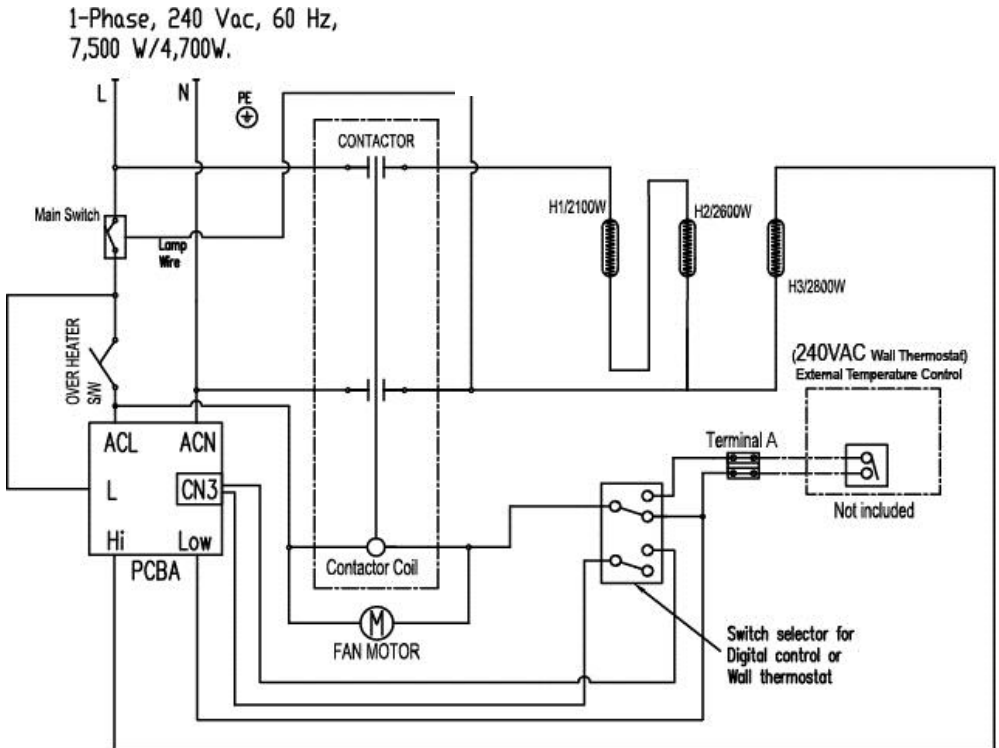 1-Phase, 240 Vac, 60 Hz,
7,500 W/4,700W.
L
N
PE
CONTACTOR
Main Switch
Lamp
Wire
H1/2100W
H2/2600W
H3/2800W
OVER HEATER
S/W
(240VAC Wall Thermostat)
External Temperature Control
ACL
ACN
Terminal A
L
CN3
Not included
Hi
Low
PCBA
Contactor Coil
M
FAN MOTOR
Switch selector for
Digital control or
Wall thermostat